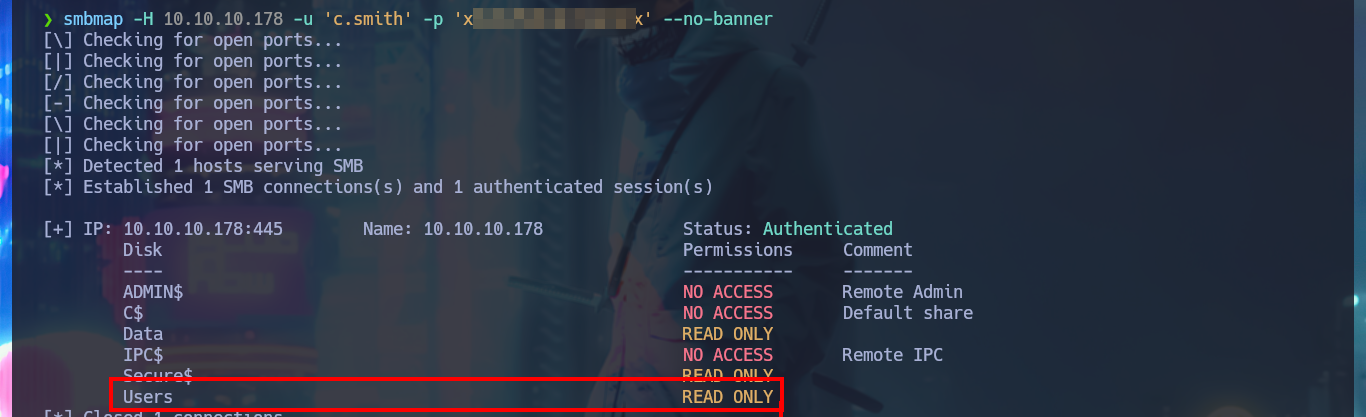 ❯ smbmap -H 10.10.10.178 -u 'c.smith' -p 'x x' --no-banner
[\] Checking for open ports...
[|] Checking for open ports...
[/] Checking for open ports...
[-] Checking for open ports...
[\] Checking for open ports...
[|] Checking for open ports...
[*] Detected 1 hosts serving SMB
[*] Established 1 SMB connections(s) and 1 authenticated session(s)
[+] IP: 10.10.10.178:445 Name: 10.10.10.178 Status: Authenticated
Disk Permissions Comment
---- ----------- -------
ADMIN$ NO ACCESS Remote Admin
C$ NO ACCESS Default share
Data READ ONLY
IPC$ NO ACCESS Remote IPC
Secure$ READ ONLY
Users READ ONLY
[*] Closed 1 connections